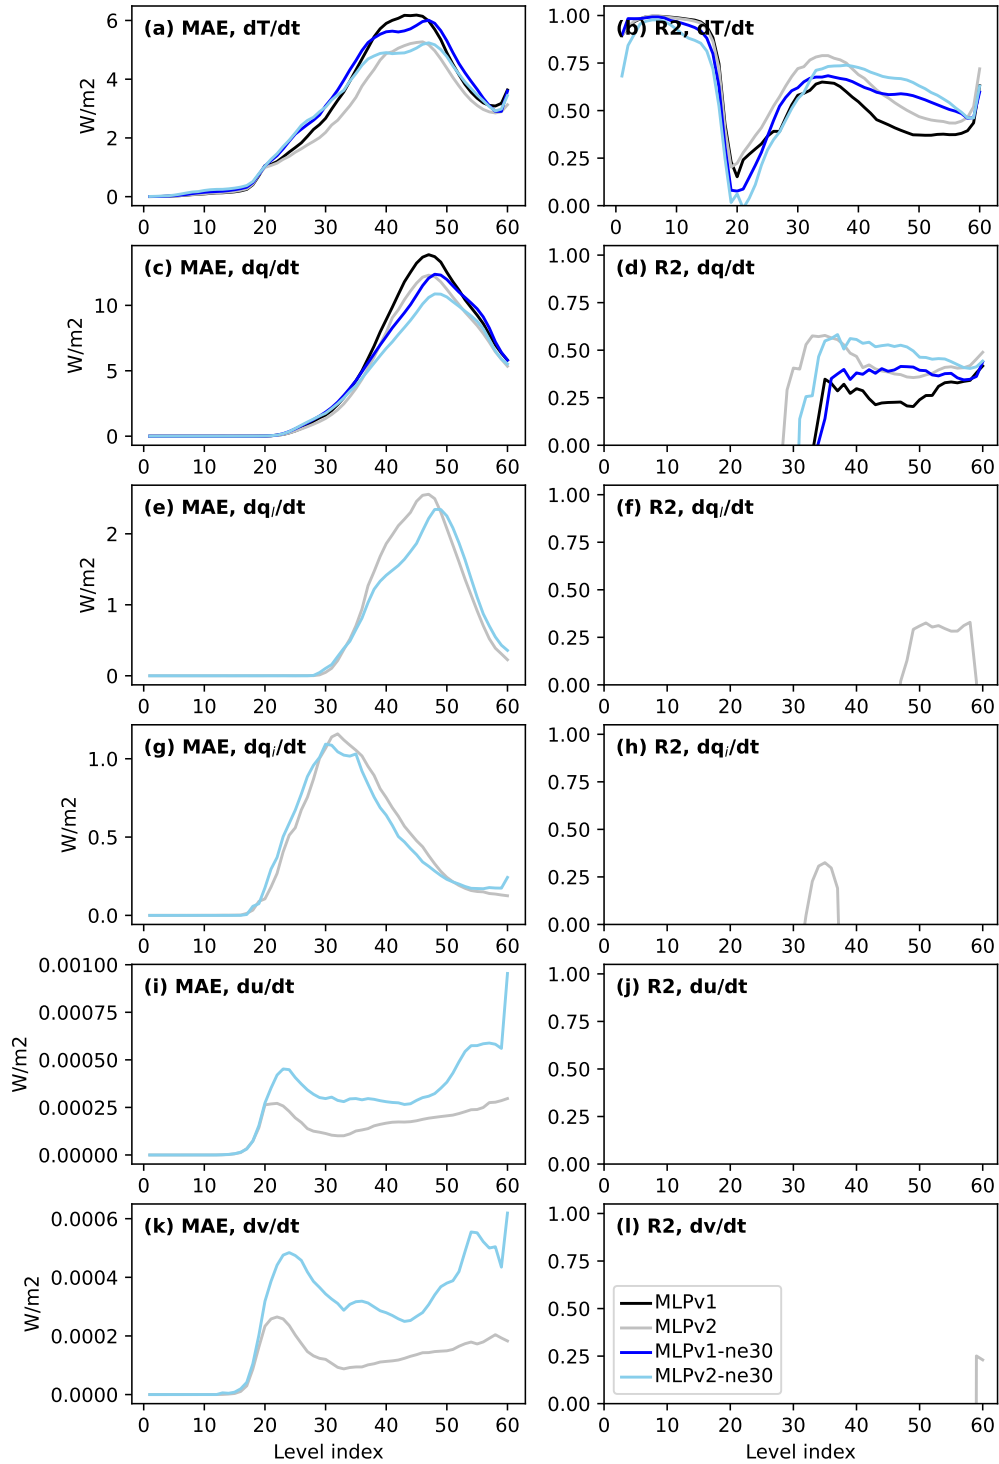 (a) MAE, dT/dt
W/m2
6
4
2
0
0 10 20 30 40 50 60
(b) R2, dT/dt
1.00
0.75
0.50
0.25
0.00
0 10 20 30 40 50 60
(c) MAE, dq/dt
W/m2
10
5
0
0 10 20 30 40 50 60
(d) R2, dq/dt
1.00
0.75
0.50
0.25
0.00
0 10 20 30 40 50 60
(e) MAE, dql/dt
W/m2
2
1
0
0 10 20 30 40 50 60
(f) R2, dql/dt
1.00
0.75
0.50
0.25
0.00
0 10 20 30 40 50 60
(g) MAE, dqi/dt
W/m2
1.0
0.5
0.0
0 10 20 30 40 50 60
(h) R2, dqi/dt
1.00
0.75
0.50
0.25
0.00
0 10 20 30 40 50 60
(i) MAE, du/dt
W/m2
0.00100
0.00075
0.00050
0.00025
0.00000
0 10 20 30 40 50 60
(j) R2, du/dt
1.00
0.75
0.50
0.25
0.00
0 10 20 30 40 50 60
(k) MAE, dv/dt
W/m2
0.0006
0.0004
0.0002
0.0000
0 10 20 30 40 50 60
Level index
(l) R2, dv/dt
1.00
0.75
0.50
0.25
0.00
MLPv1
MLPv2
MLPv1-ne30
MLPv2-ne30
0 10 20 30 40 50 60
Level index